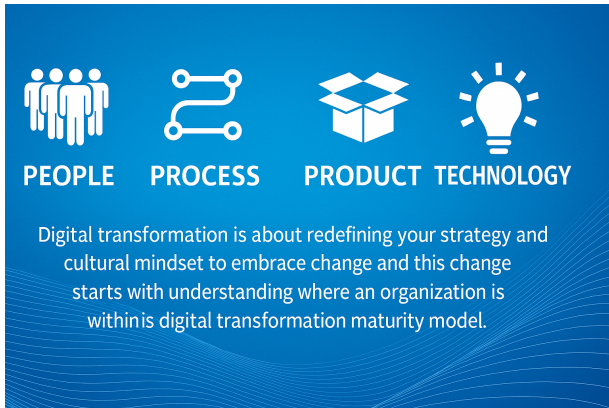 PEOPLE PROCESS PRODUCT TECHNOLOGY
Digital transformation is about redefining your strategy and
cultural mindset to embrace change and this change
starts with understanding where an organization is
withinis digital transformation maturity model.